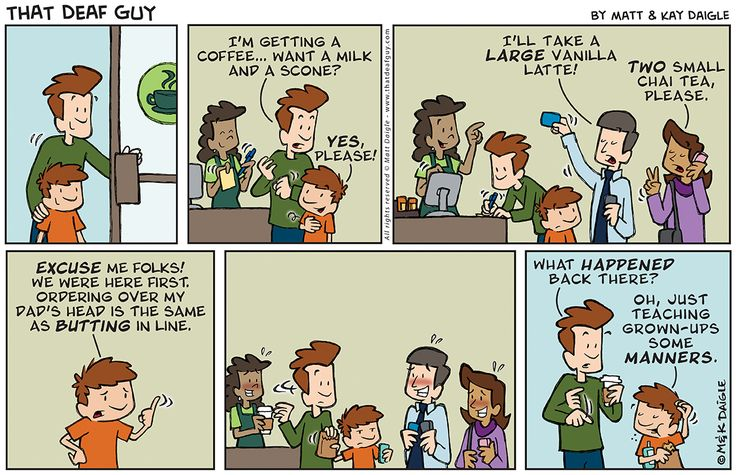 THAT DEAF GUY
BY MATT & KAY DAIGLE
I'M GETTING A
COFFEE... WANT A MILK
AND A SCONE?
YES,
PLEASE!
All rights reserved © Matt Daigle - www.thatdeafguy.com
I'LL TAKE A
LARGE VANILLA
LATTE!
TWO SMALL
CHAI TEA,
PLEASE.
EXCUSE ME FOLKS!
WE WERE HERE FIRST.
ORDERING OVER MY
DAD'S HEAD IS THE SAME
AS BUTTING IN LINE.
WHAT HAPPENED
BACK THERE?
OH, JUST
TEACHING
GROWN-UPS
SOME
MANNERS.
©M&K DAIGLE